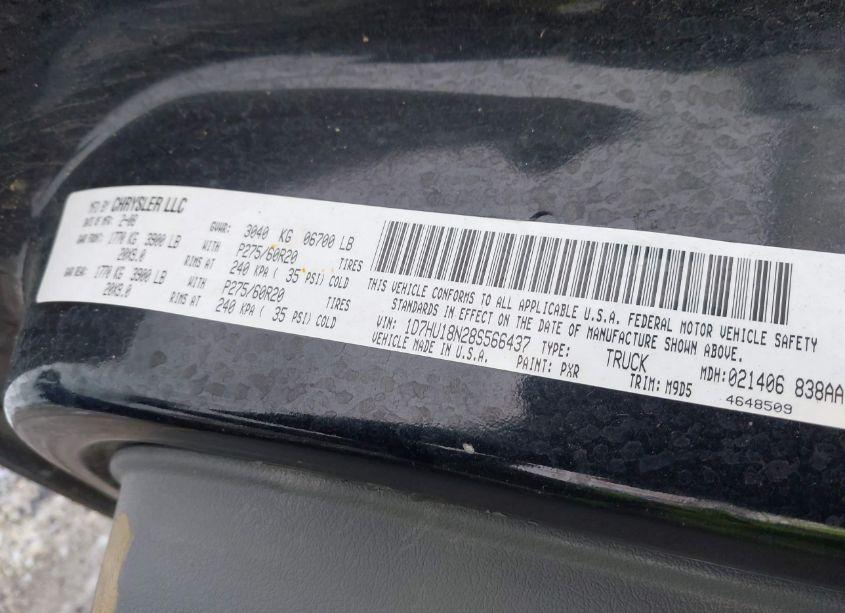 MFD BY CHRYSLER LLC
DATE OF MFR: 2-08 GVWR: 3040 KG 06700 LB
GAWR FRONT: 1770 KG 3900 LB WITH P275/60R20 TIRES
20X9.0 RIMS AT 240 KPA ( 35 PSI) COLD
GAWR REAR: 1770 KG 3900 LB WITH P275/60R20 TIRES
20X9.0 RIMS AT 240 KPA ( 35 PSI) COLD
THIS VEHICLE CONFORMS TO ALL APPLICABLE U.S.A. FEDERAL MOTOR VEHICLE SAFETY
STANDARDS IN EFFECT ON THE DATE OF MANUFACTURE SHOWN ABOVE.
VIN: 1D7HU18N28S566437 TYPE: TRUCK MDH:021406 838AA
VEHICLE MADE IN U.S.A. PAINT: PXR TRIM: M9D5
4648509